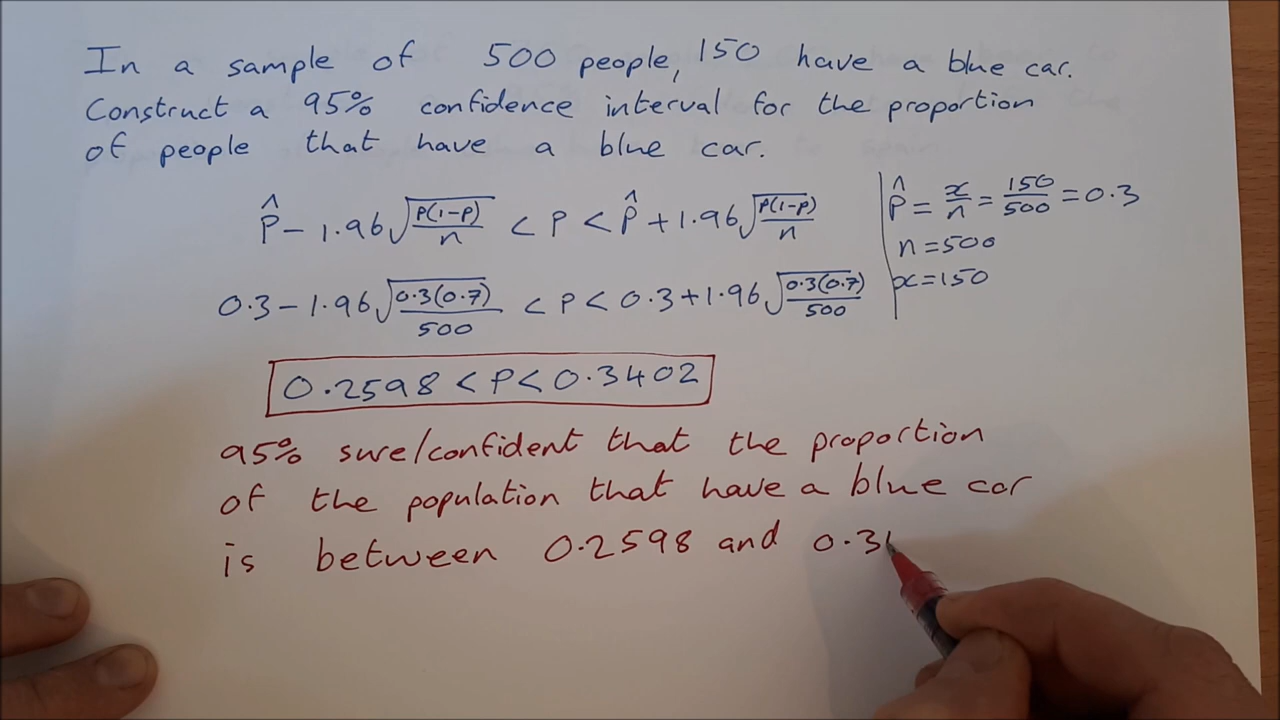 In a sample of 500 people, 150 have a blue car.
Construct a 95% confidence interval for the proportion
of people that have a blue car.
p̂ - 1.96√(p(1-p)/n) < p < p̂ + 1.96√(p(1-p)/n)
p̂ = x/n = 150/500 = 0.3
n = 500
x = 150
0.3 - 1.96√(0.3(0.7)/500) < p < 0.3 + 1.96√(0.3(0.7)/500)
0.2598 < p < 0.3402
95% sure/confident that the proportion
of the population that have a blue car
is between 0.2598 and 0.3